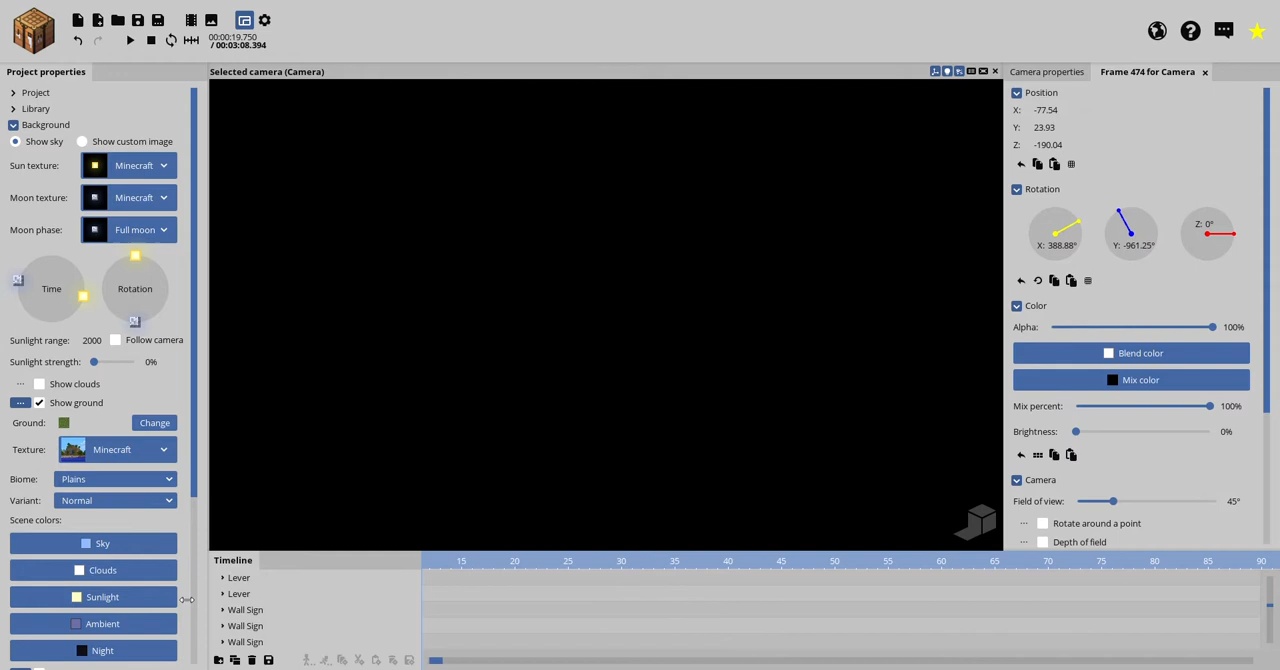 00:00:19.750
/ 00:03:08.394
Project properties
Selected camera (Camera)
Camera properties
Frame 474 for Camera
Project
Library
Background
Show sky
Show custom image
Sun texture:
Minecraft
Moon texture:
Minecraft
Moon phase:
Full moon
Time
Rotation
Sunlight range: 2000
Follow camera
Sunlight strength:
0%
Show clouds
Show ground
Ground:
Change
Texture:
Minecraft
Biome:
Plains
Variant:
Normal
Scene colors:
Sky
Clouds
Sunlight
Ambient
Night
Position
X: -77.54
Y: 23.93
Z: -190.04
Rotation
X: 388.88°
Y: -961.25°
Z: 0°
Color
Alpha:
100%
Blend color
Mix color
Mix percent:
100%
Brightness:
0%
Camera
Field of view:
45°
Rotate around a point
Depth of field
Timeline
15 20 25 30 35 40 45 50 55 60 65 70 75 80 85 90
Lever
Lever
Wall Sign
Wall Sign
Wall Sign